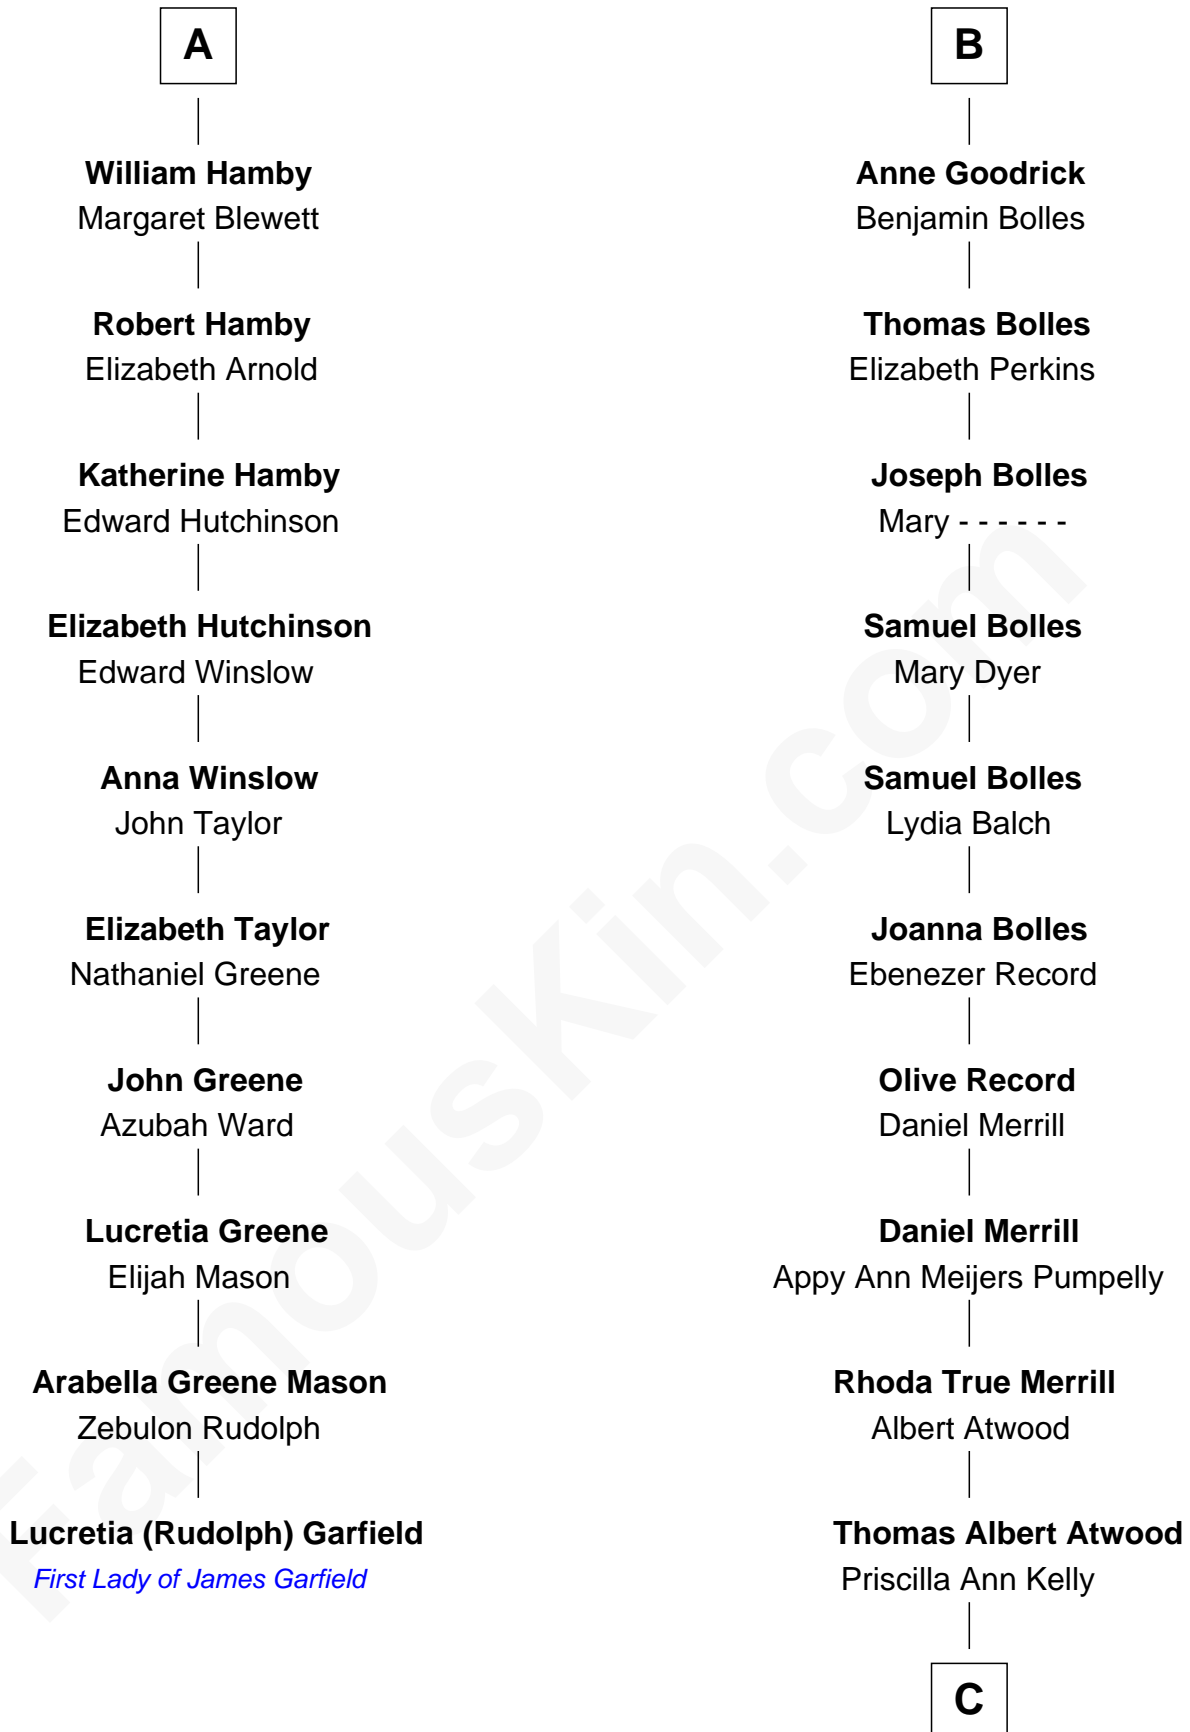 A
William Hamby
Margaret Blewett
Robert Hamby
Elizabeth Arnold
Katherine Hamby
Edward Hutchinson
Elizabeth Hutchinson
Edward Winslow
Anna Winslow
John Taylor
Elizabeth Taylor
Nathaniel Greene
John Greene
Azubah Ward
Lucretia Greene
Elijah Mason
Arabella Greene Mason
Zebulon Rudolph
Lucretia (Rudolph) Garfield
First Lady of James Garfield
B
Anne Goodrick
Benjamin Bolles
Thomas Bolles
Elizabeth Perkins
Joseph Bolles
Mary - - - - - -
Samuel Bolles
Mary Dyer
Samuel Bolles
Lydia Balch
Joanna Bolles
Ebenezer Record
Olive Record
Daniel Merrill
Daniel Merrill
Appy Ann Meijers Pumpelly
Rhoda True Merrill
Albert Atwood
Thomas Albert Atwood
Priscilla Ann Kelly
C
FamousKin.com